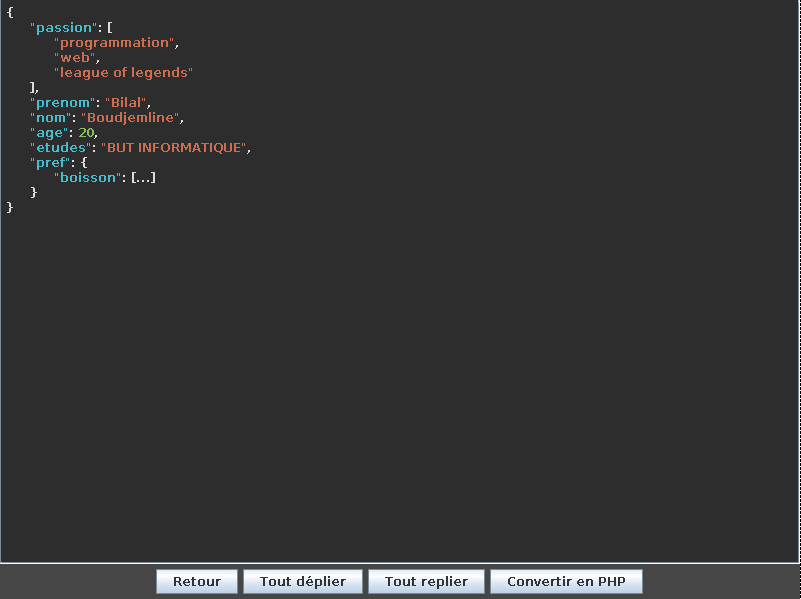 {
"passion": [
"programmation",
"web",
"league of legends"
],
"prenom": "Bilal",
"nom": "Boudjemline",
"age": 20,
"etudes": "BUT INFORMATIQUE",
"pref": {
"boisson": [...]
}
}
Retour Tout déplier Tout replier Convertir en PHP